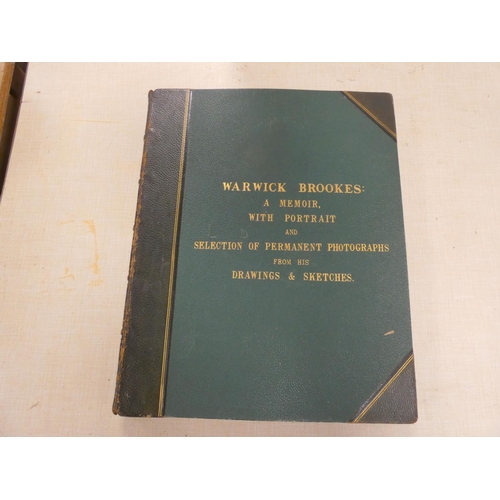 WARWICK BROOKES:
A MEMOIR,
WITH PORTRAIT
AND
SELECTION OF PERMANENT PHOTOGRAPHS
FROM HIS
DRAWINGS & SKETCHES.